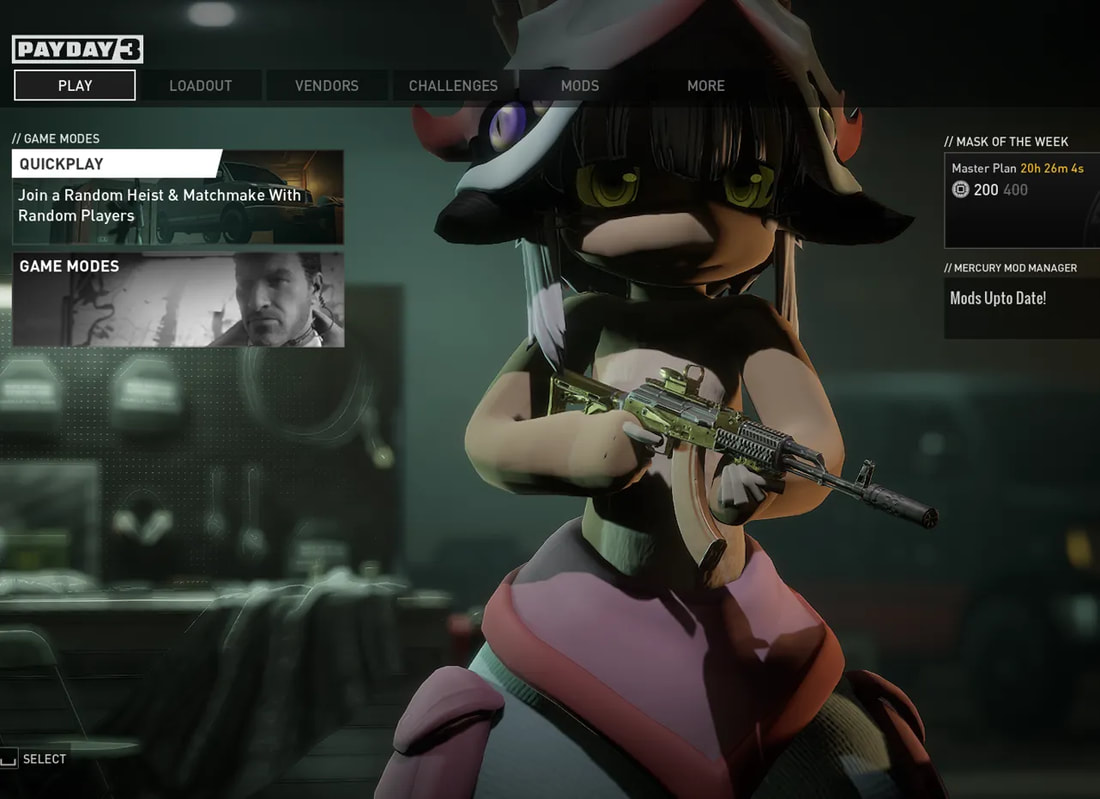 PAYDAY 3
PLAY
LOADOUT
VENDORS
CHALLENGES
MODS
MORE
// GAME MODES
QUICKPLAY
Join a Random Heist & Matchmake With
Random Players
GAME MODES
// MASK OF THE WEEK
Master Plan 20h 26m 4s
200 400
// MERCURY MOD MANAGER
Mods Upto Date!
SELECT